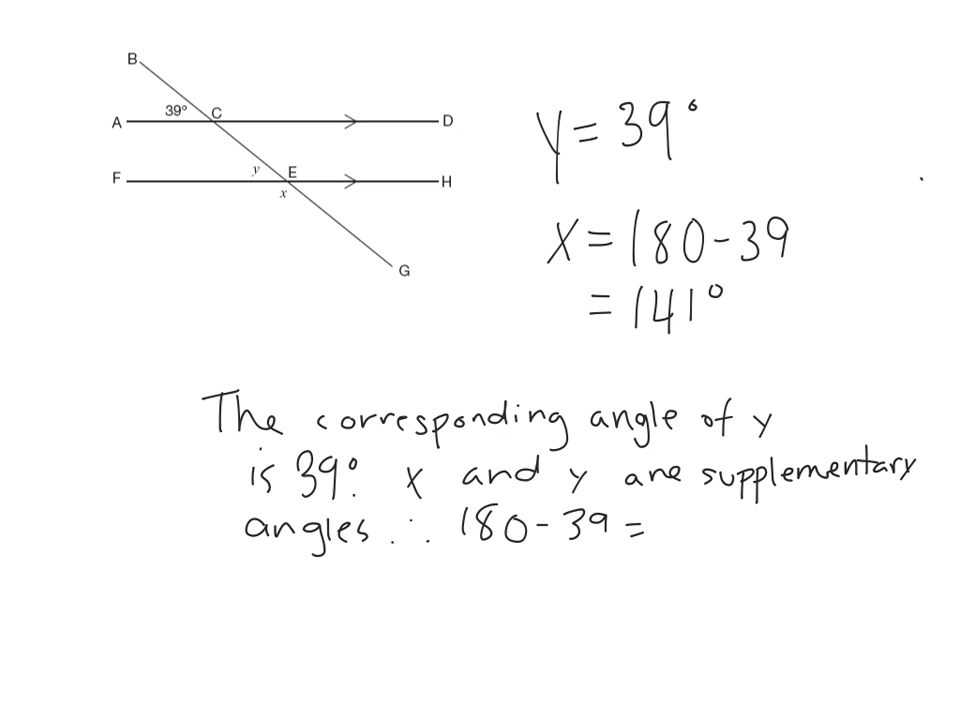 B
39° C
A D
y E
F H
x
G
Y = 39°
X = 180 - 39
= 141°
The corresponding angle of y
is 39°. x and y are supplementary
angles. ∴ 180 - 39 =